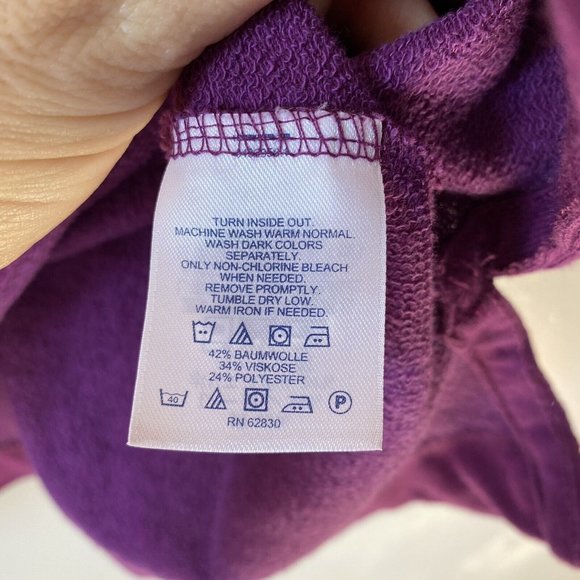 TURN INSIDE OUT.
MACHINE WASH WARM NORMAL.
WASH DARK COLORS
SEPARATELY.
ONLY NON-CHLORINE BLEACH
WHEN NEEDED.
REMOVE PROMPTLY.
TUMBLE DRY LOW.
WARM IRON IF NEEDED.
42% BAUMWOLLE
34% VISKOSE
24% POLYESTER
40 P
RN 62830